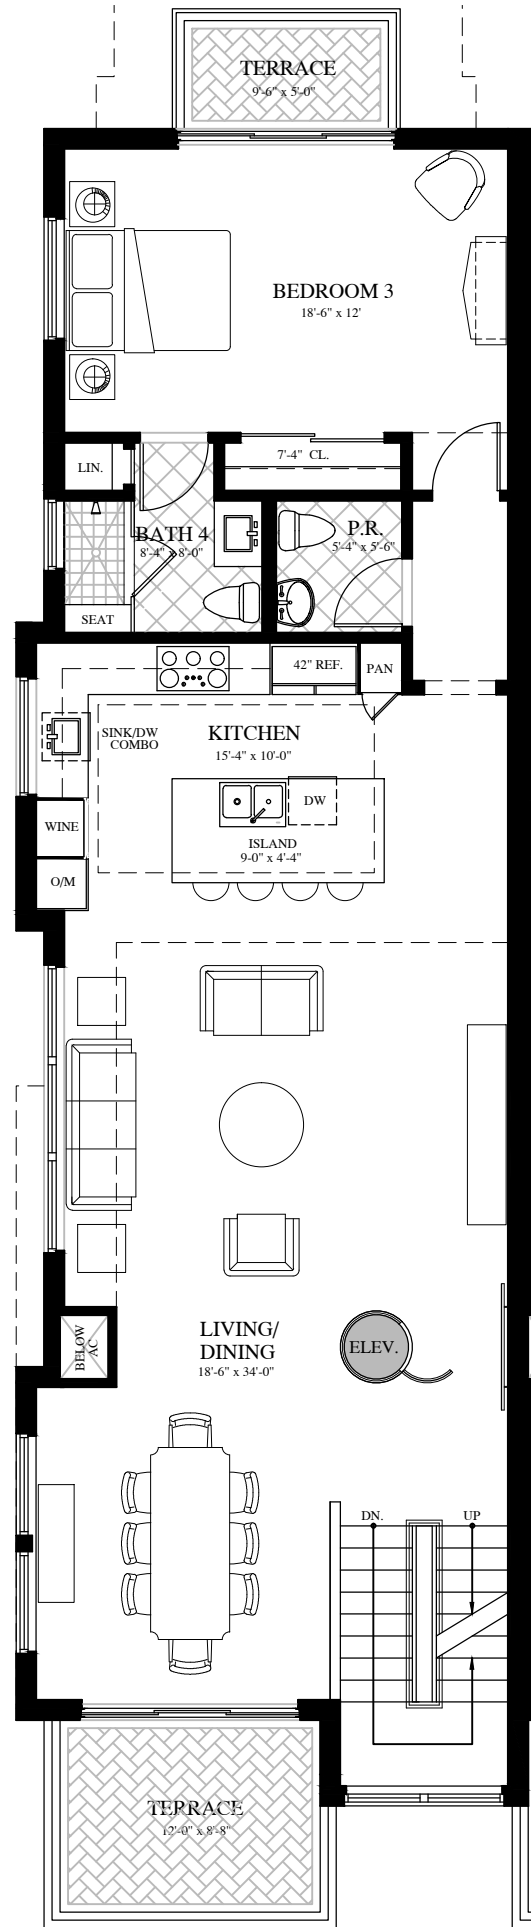 TERRACE
9'-6" x 5'-0"
BEDROOM 3
18'-6" x 12'
7'-4" CL.
LIN.
BATH 4
8'-4" x 8'-0"
P.R.
5'-4" x 5'-6"
SEAT
42" REF.
PAN
SINK/DW
COMBO
KITCHEN
15'-4" x 10'-0"
WINE
DW
O/M
ISLAND
9-0" x 4'-4"
LIVING/
DINING
18'-6" x 34'-0"
BELOW
AC
ELEV.
DN.
UP
TERRACE
12'-0" x 8'-8"